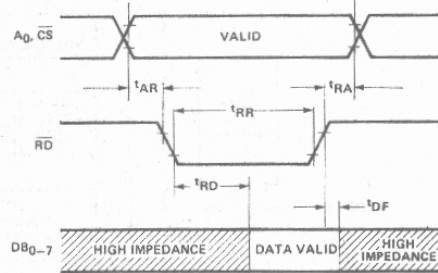 A0, CS
VALID
tAR
tRR
tRA
RD
tRD
tDF
DB0–7
HIGH IMPEDANCE
DATA VALID
HIGH
IMPEDANCE